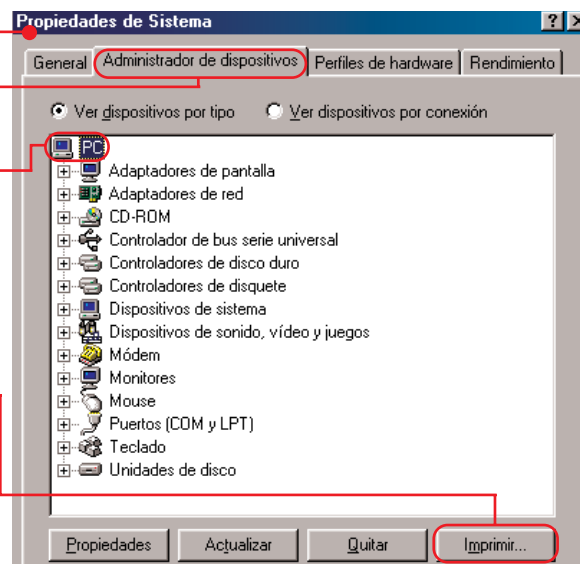 Propiedades de Sistema
General Administrador de dispositivos Perfiles de hardware Rendimiento
Ver dispositivos por tipo Ver dispositivos por conexión
PC
Adaptadores de pantalla
Adaptadores de red
CD-ROM
Controlador de bus serie universal
Controladores de disco duro
Controladores de disquete
Dispositivos de sistema
Dispositivos de sonido, vídeo y juegos
Módem
Monitores
Mouse
Puertos (COM y LPT)
Teclado
Unidades de disco
Propiedades Actualizar Quitar Imprimir...